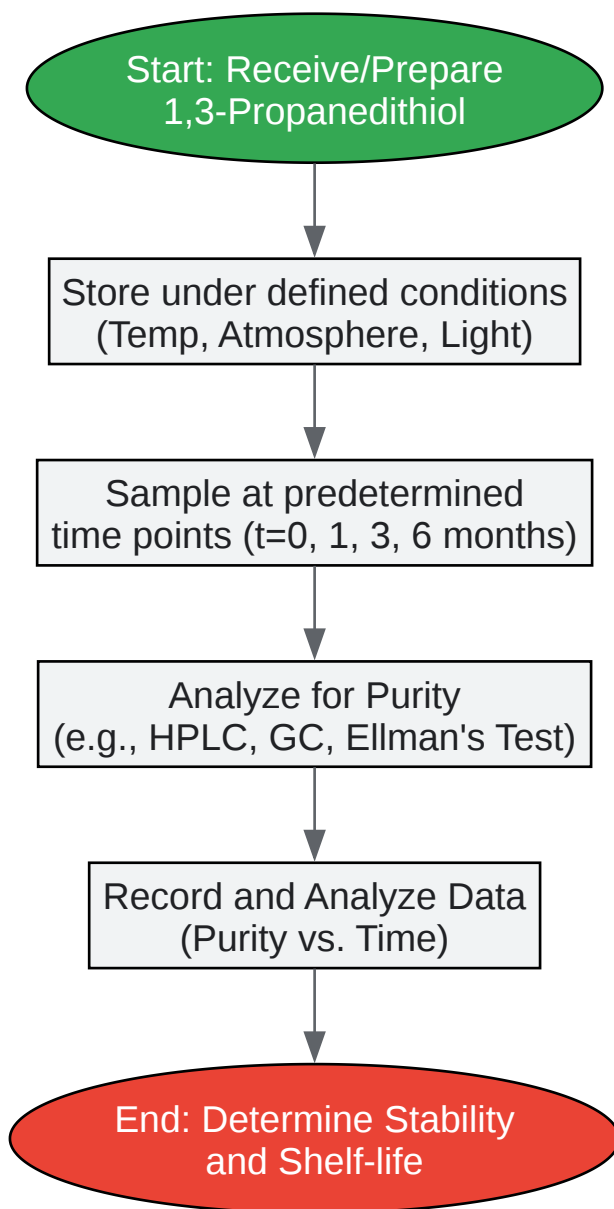 Start: Receive/Prepare
1,3-Propanedithiol
Store under defined conditions
(Temp, Atmosphere, Light)
Sample at predetermined
time points (t=0, 1, 3, 6 months)
Analyze for Purity
(e.g., HPLC, GC, Ellman's Test)
Record and Analyze Data
(Purity vs. Time)
End: Determine Stability
and Shelf-life